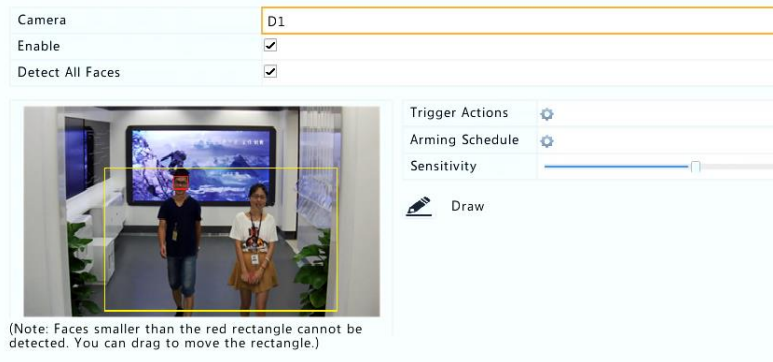 Camera
D1
Enable
Detect All Faces
Trigger Actions
Arming Schedule
Sensitivity
Draw
(Note: Faces smaller than the red rectangle cannot be
detected. You can drag to move the rectangle.)